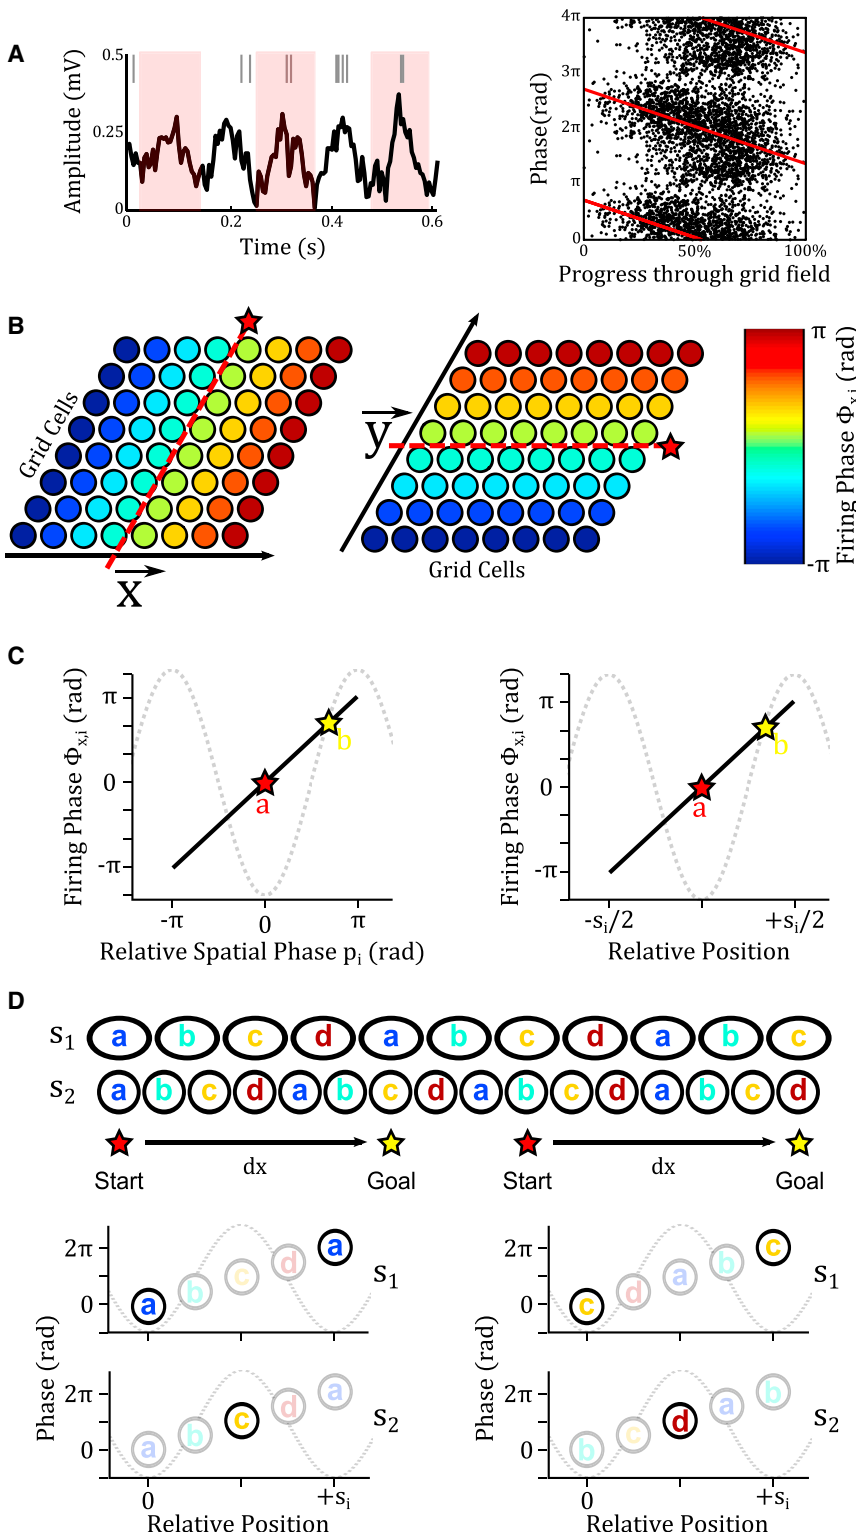 A
Amplitude (mV)
0.5
0.25
0
0
0.2
0.4
0.6
Time (s)
Phase(rad)
4π
3π
2π
π
0
0
50%
100%
Progress through grid field
B
Grid Cells
x
y
Grid Cells
π
-π
Firing Phase Φx,i (rad)
C
Firing Phase Φx,i (rad)
π
0
-π
a
b
-π
0
π
Relative Spatial Phase pi (rad)
Firing Phase Φx,i (rad)
π
0
-π
a
b
-si/2
+si/2
Relative Position
D
s1 a b c d a b c d a b c
s2 a b c d a b c d a b c d a b c d
Start
dx
Goal
Start
dx
Goal
Phase (rad)
2π
0
a b c d a
s1
2π
0
a b c d a
s2
0
+si
Relative Position
Phase (rad)
2π
0
c d a b c
s1
2π
0
b c d a b
s2
0
+si
Relative Position